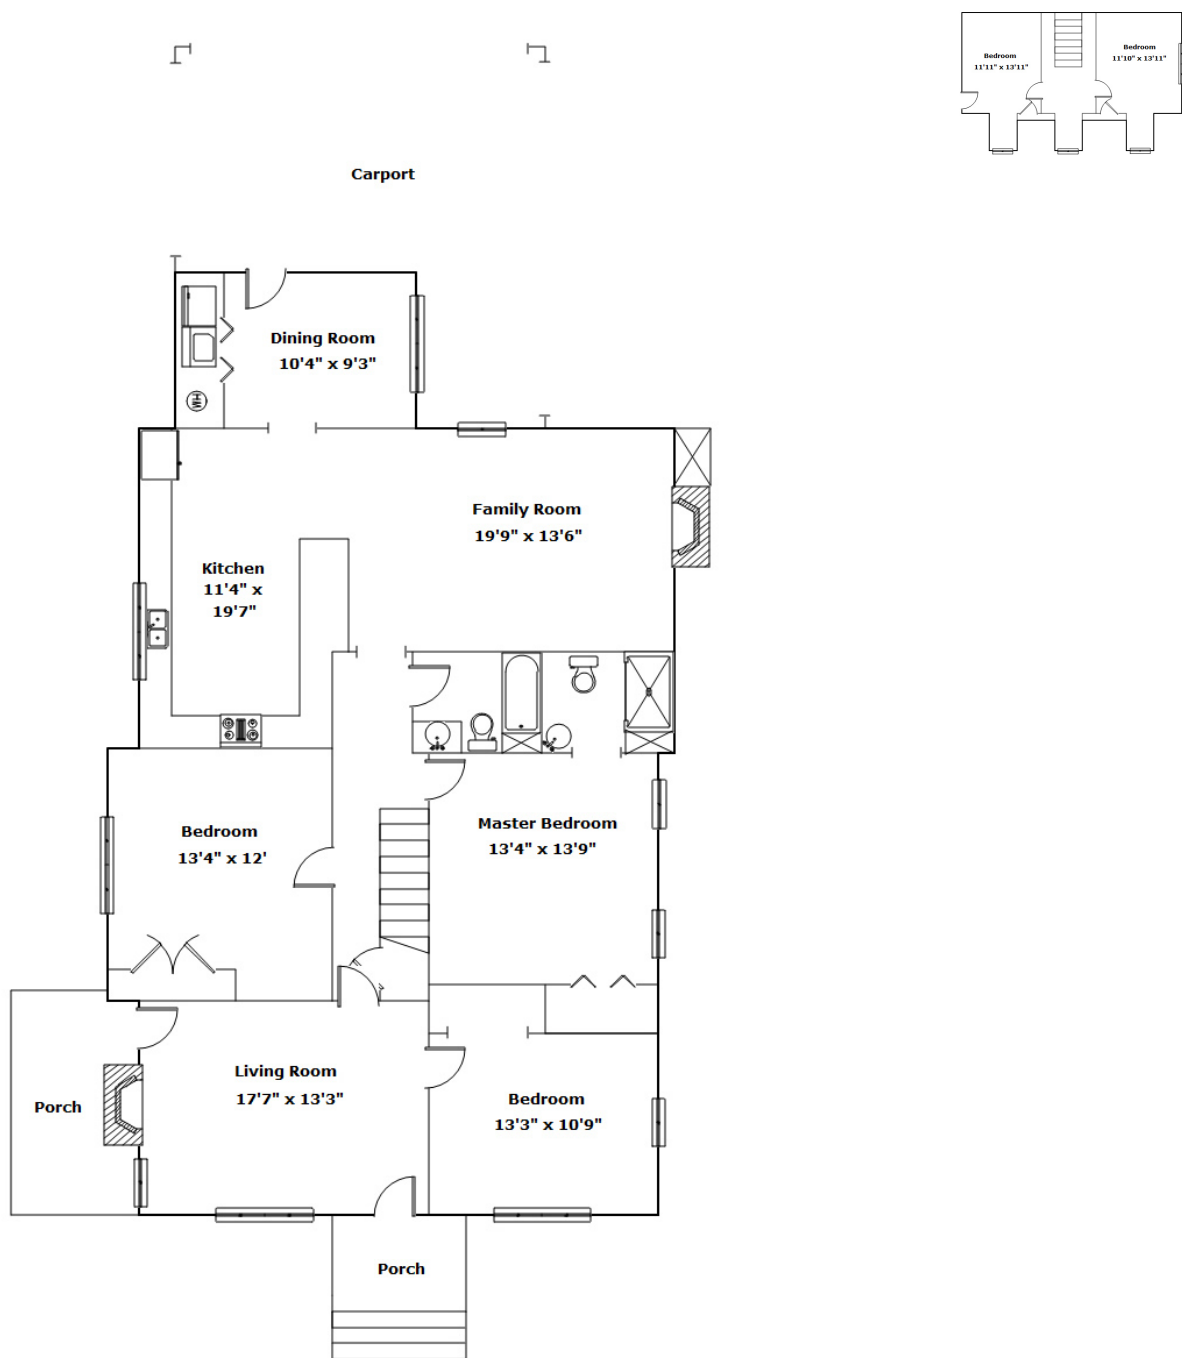 Bedroom
11'11" x 13'11"
Bedroom
11'10" x 13'11"
Carport
Dining Room
10'4" x 9'3"
WH
Family Room
19'9" x 13'6"
Kitchen
11'4" x
19'7"
Bedroom
13'4" x 12'
Master Bedroom
13'4" x 13'9"
Living Room
17'7" x 13'3"
Porch
Bedroom
13'3" x 10'9"
Porch